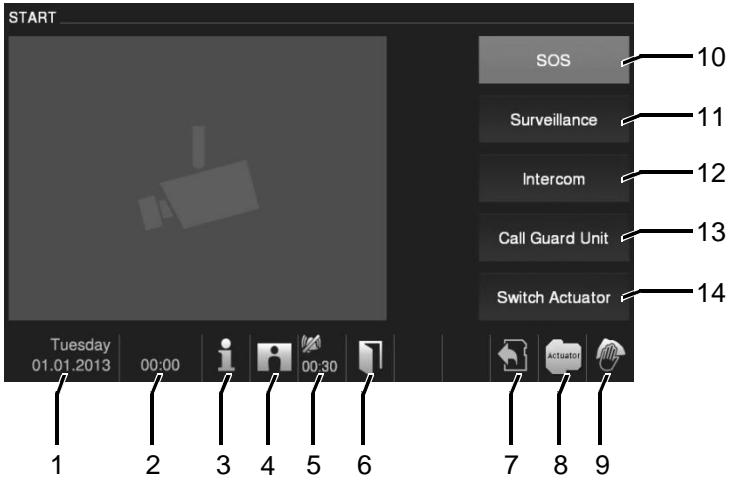 START
SOS
10
Surveillance
11
Intercom
12
Call Guard Unit
13
Switch Actuator
14
Tuesday
01.01.2013
00:00
00:30
Actuator
1 2 3 4 5 6 7 8 9